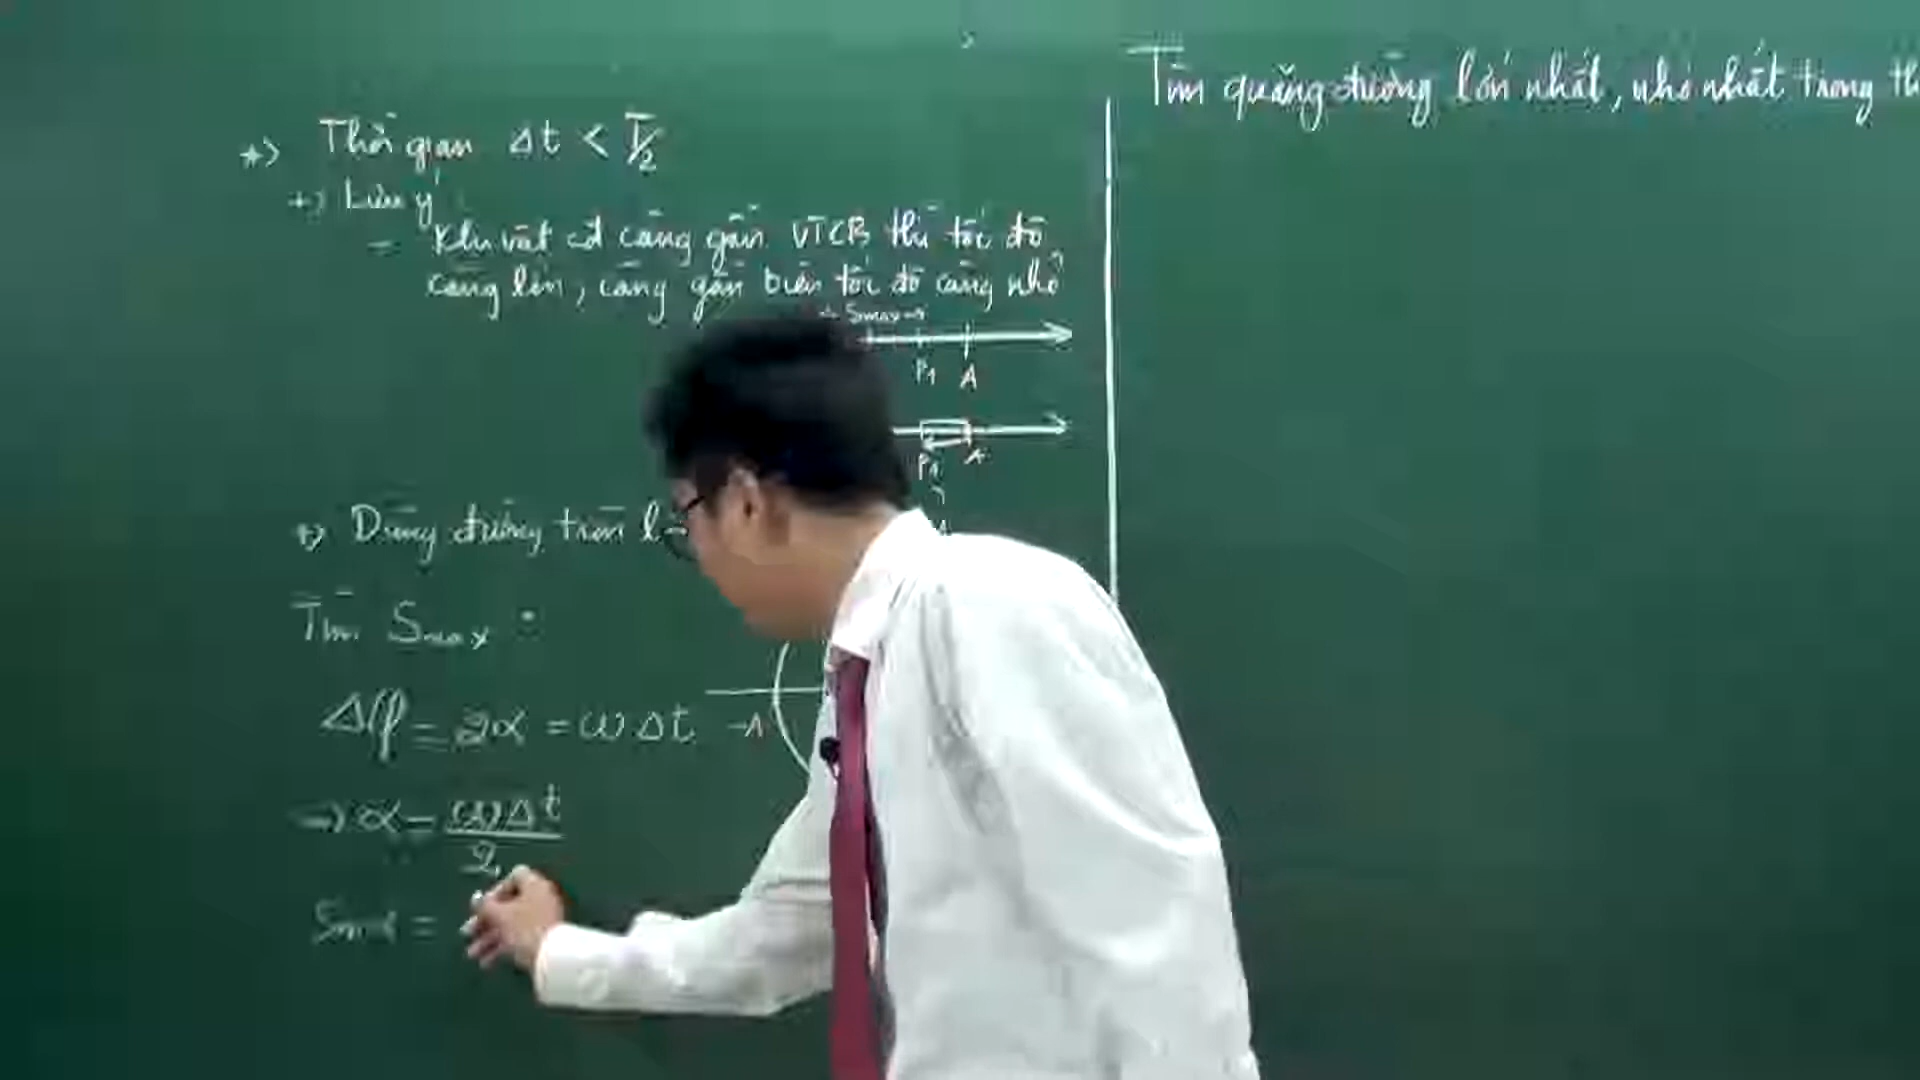 Tìm quãng đường lớn nhất, nhỏ nhất trong th
*) Thời gian Δt < T/2
+) Lưu ý
- Khi vật cđ càng gần VTCB thì tốc độ
càng lớn, càng gần biên tốc độ càng nhỏ
Smax
P1 A
P1 A
+) Dùng đường tròn l
Tìm Smax :
Δφ = 2α = ωΔt -A
=> α = ωΔt/2
Smax =